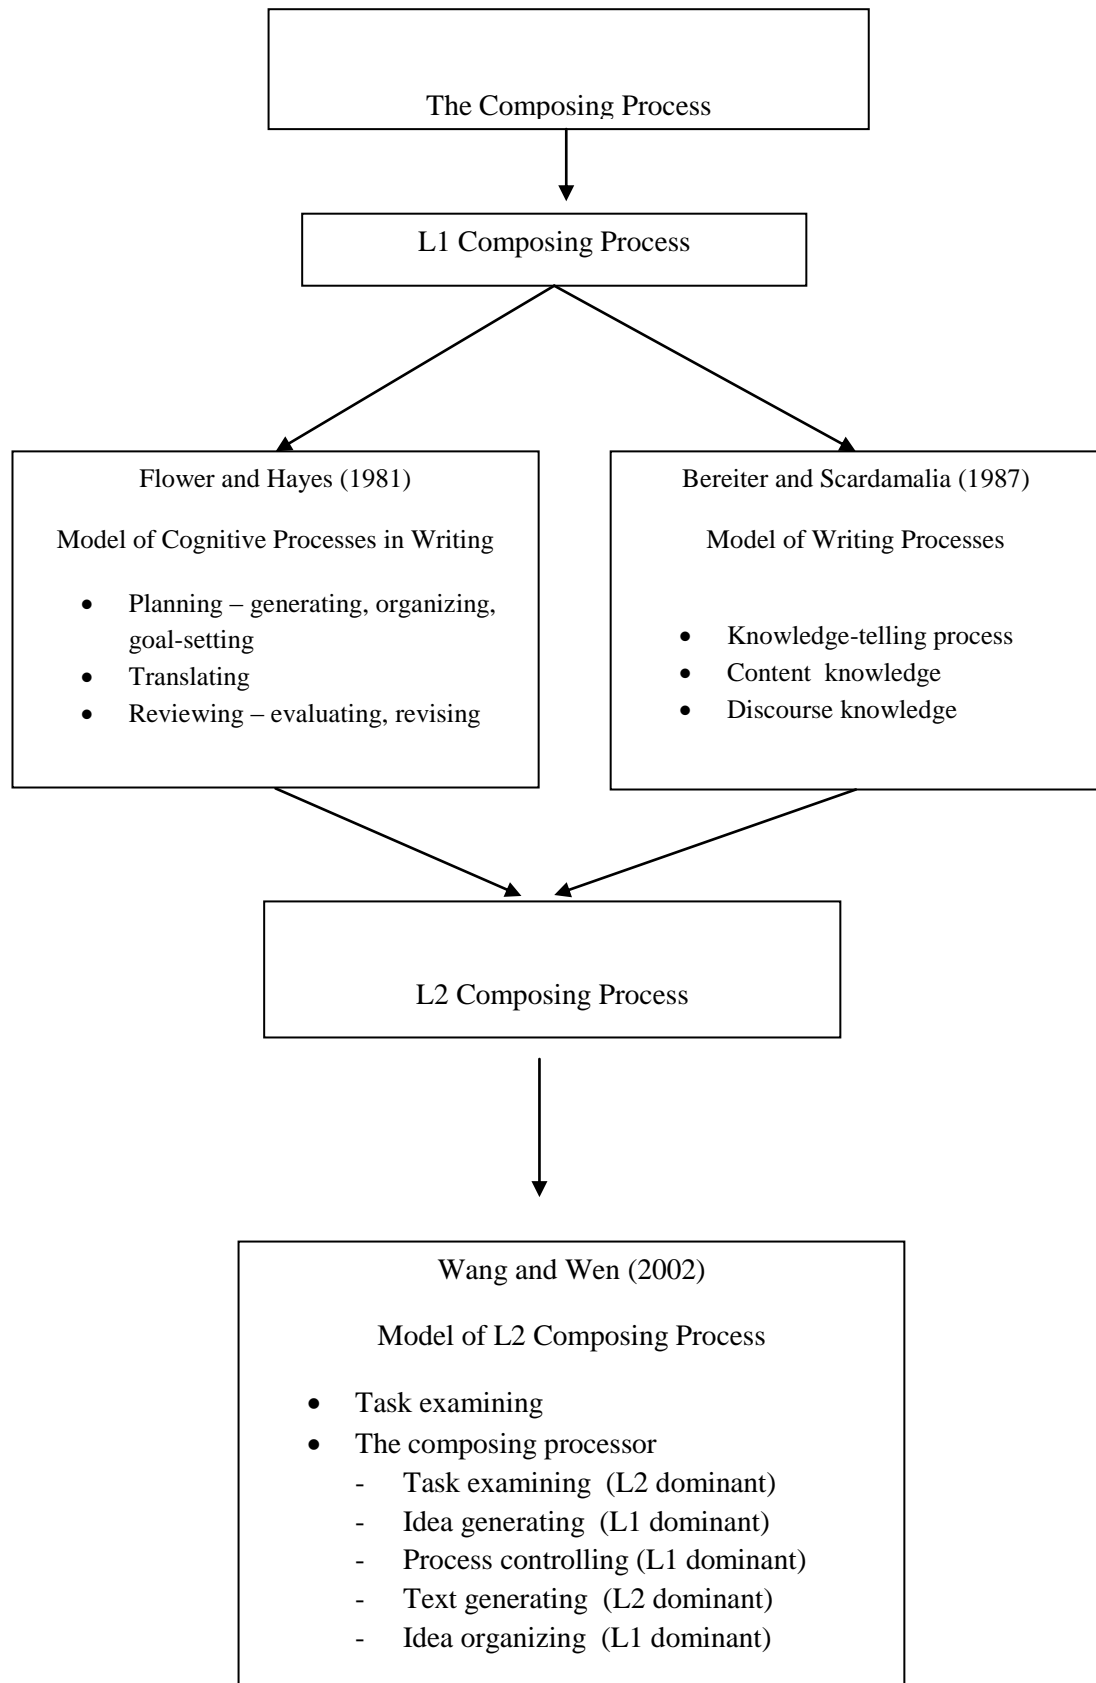 The Composing Process
L1 Composing Process
Flower and Hayes (1981)
Model of Cognitive Processes in Writing
• Planning – generating, organizing,
goal-setting
• Translating
• Reviewing – evaluating, revising
Bereiter and Scardamalia (1987)
Model of Writing Processes
• Knowledge-telling process
• Content knowledge
• Discourse knowledge
L2 Composing Process
Wang and Wen (2002)
Model of L2 Composing Process
• Task examining
• The composing processor
- Task examining (L2 dominant)
- Idea generating (L1 dominant)
- Process controlling (L1 dominant)
- Text generating (L2 dominant)
- Idea organizing (L1 dominant)